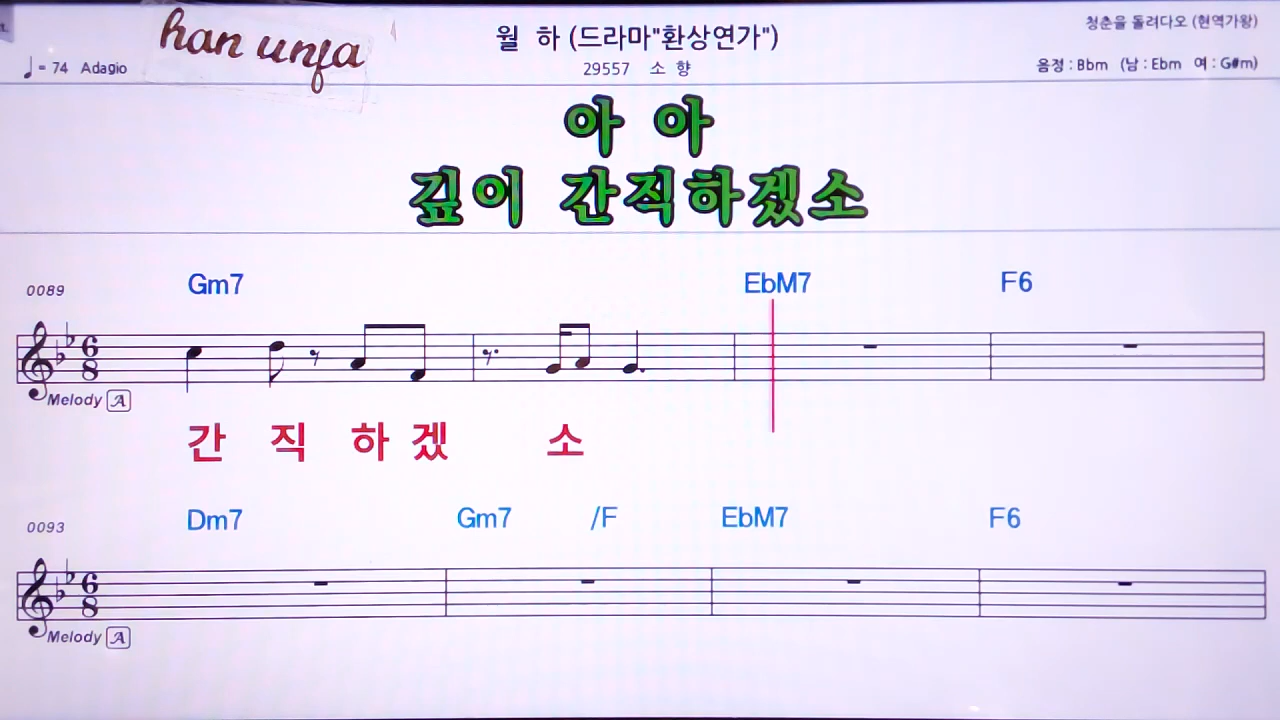 han unfa
월 하 (드라마"환상연가")
청춘을 돌려다오 (현역가왕)
♩= 74 Adagio
29557 소 향
음정 : Bbm (남 : Ebm 여 : G#m)
아 아
깊이 간직하겠소
0089 Gm7 EbM7 F6
6
8
Melody A
간 직 하 겠 소
0093 Dm7 Gm7 /F EbM7 F6
6
8
Melody A